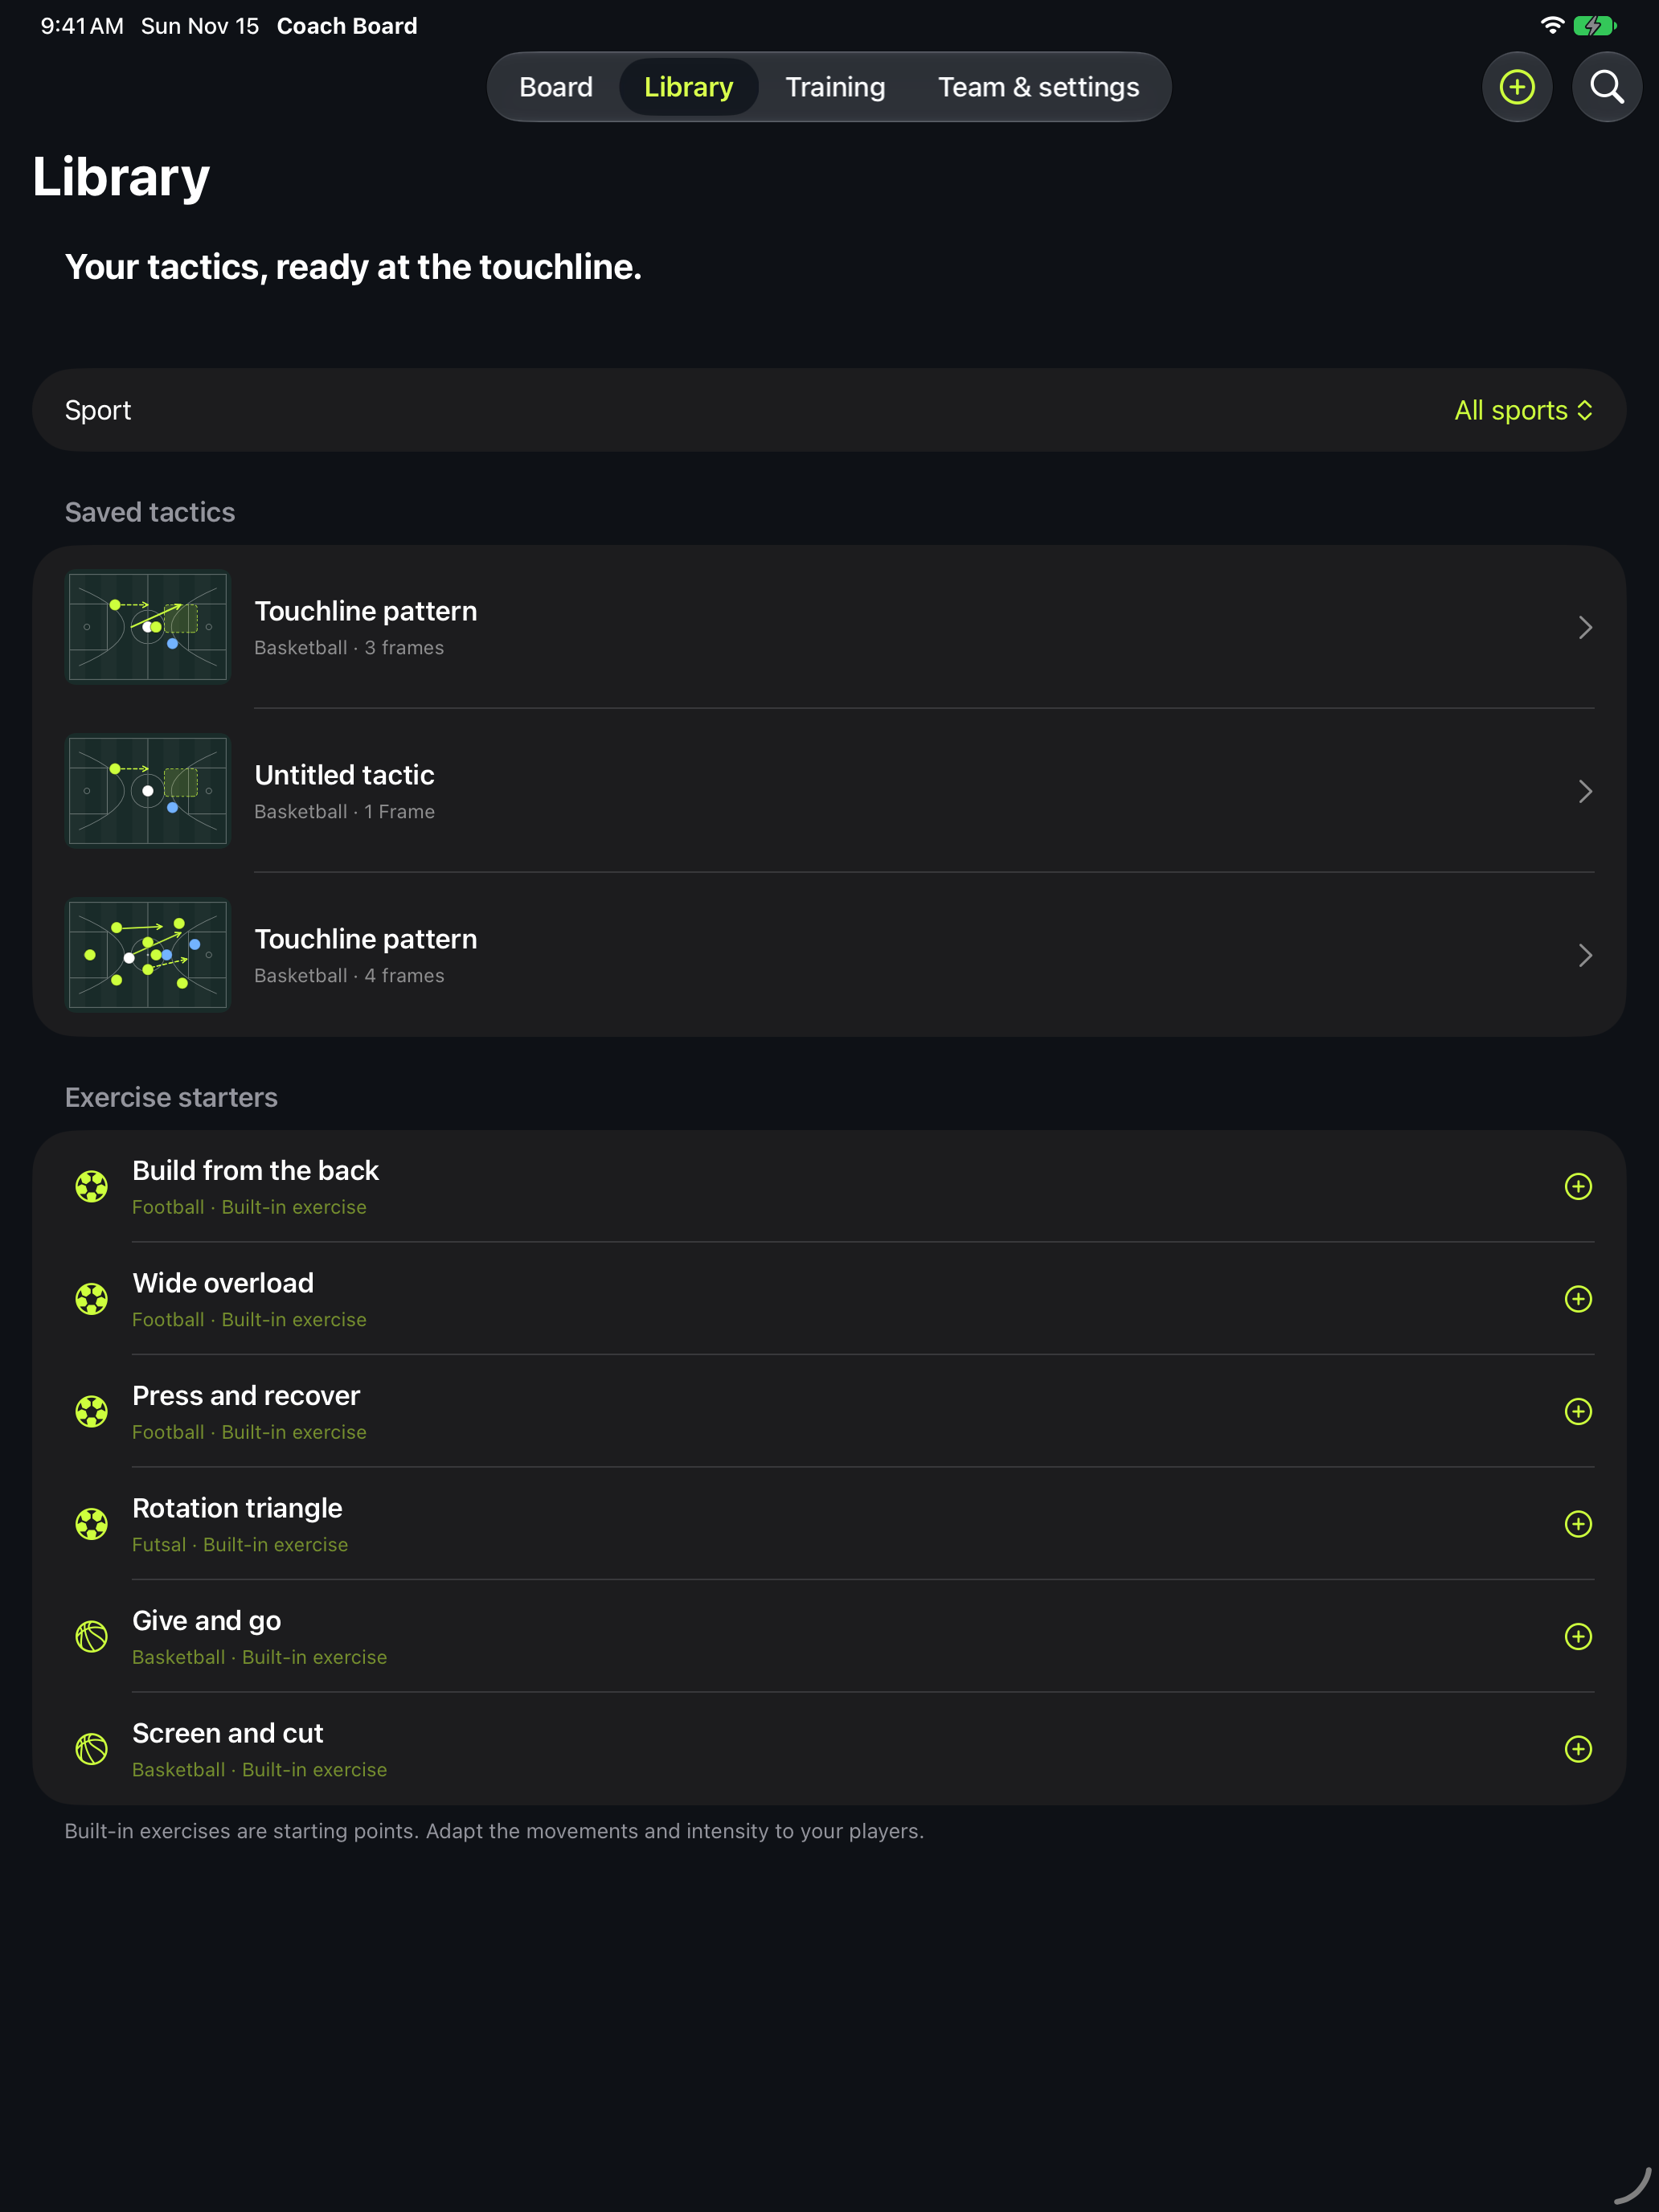 9:41 AM Sun Nov 15 Coach Board
Board Library Training Team & settings
Library
Your tactics, ready at the touchline.
Sport All sports
Saved tactics
Touchline pattern
Basketball · 3 frames
Untitled tactic
Basketball · 1 Frame
Touchline pattern
Basketball · 4 frames
Exercise starters
Build from the back
Football · Built-in exercise
Wide overload
Football · Built-in exercise
Press and recover
Football · Built-in exercise
Rotation triangle
Futsal · Built-in exercise
Give and go
Basketball · Built-in exercise
Screen and cut
Basketball · Built-in exercise
Built-in exercises are starting points. Adapt the movements and intensity to your players.